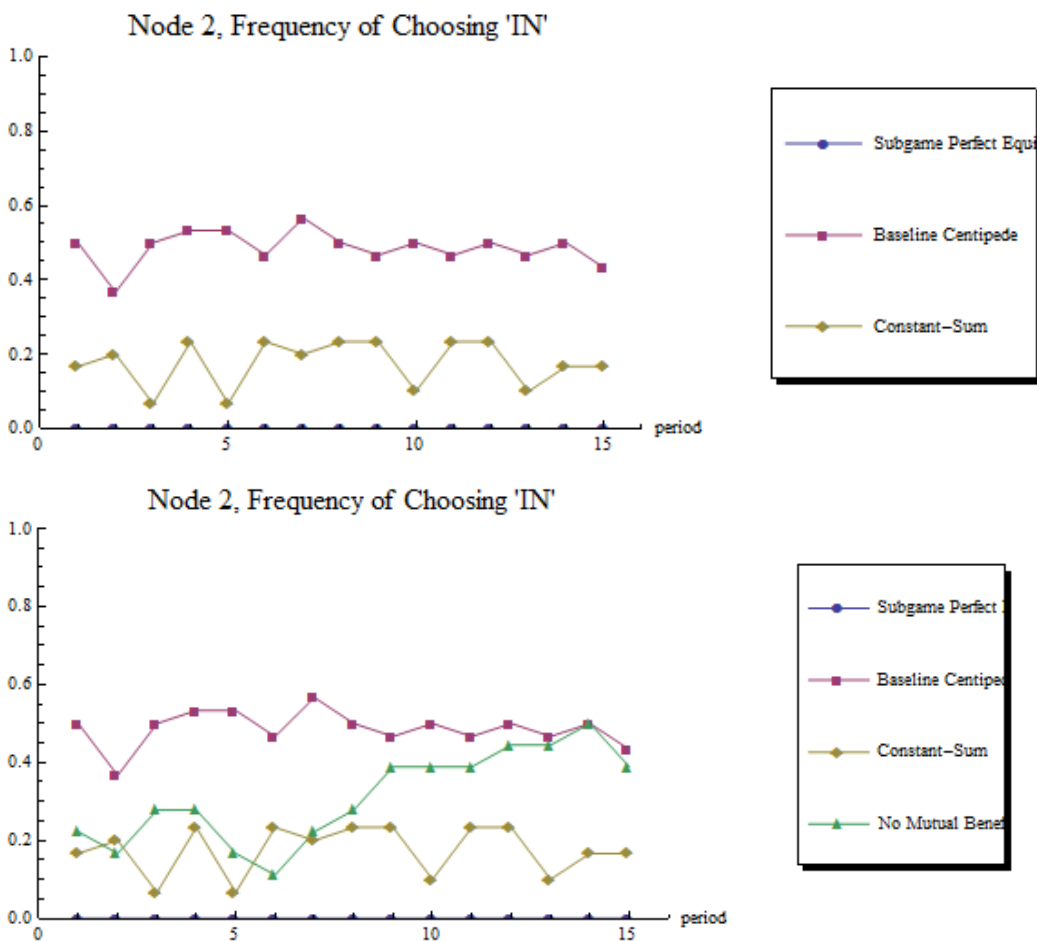 Node 2, Frequency of Choosing 'IN'
1.0
0.8
0.6
0.4
0.2
0.0
0
5
10
15
period
Subgame Perfect Equi
Baseline Centipede
Constant−Sum
Node 2, Frequency of Choosing 'IN'
1.0
0.8
0.6
0.4
0.2
0.0
0
5
10
15
period
Subgame Perfect
Baseline Centiped
Constant−Sum
No Mutual Benef